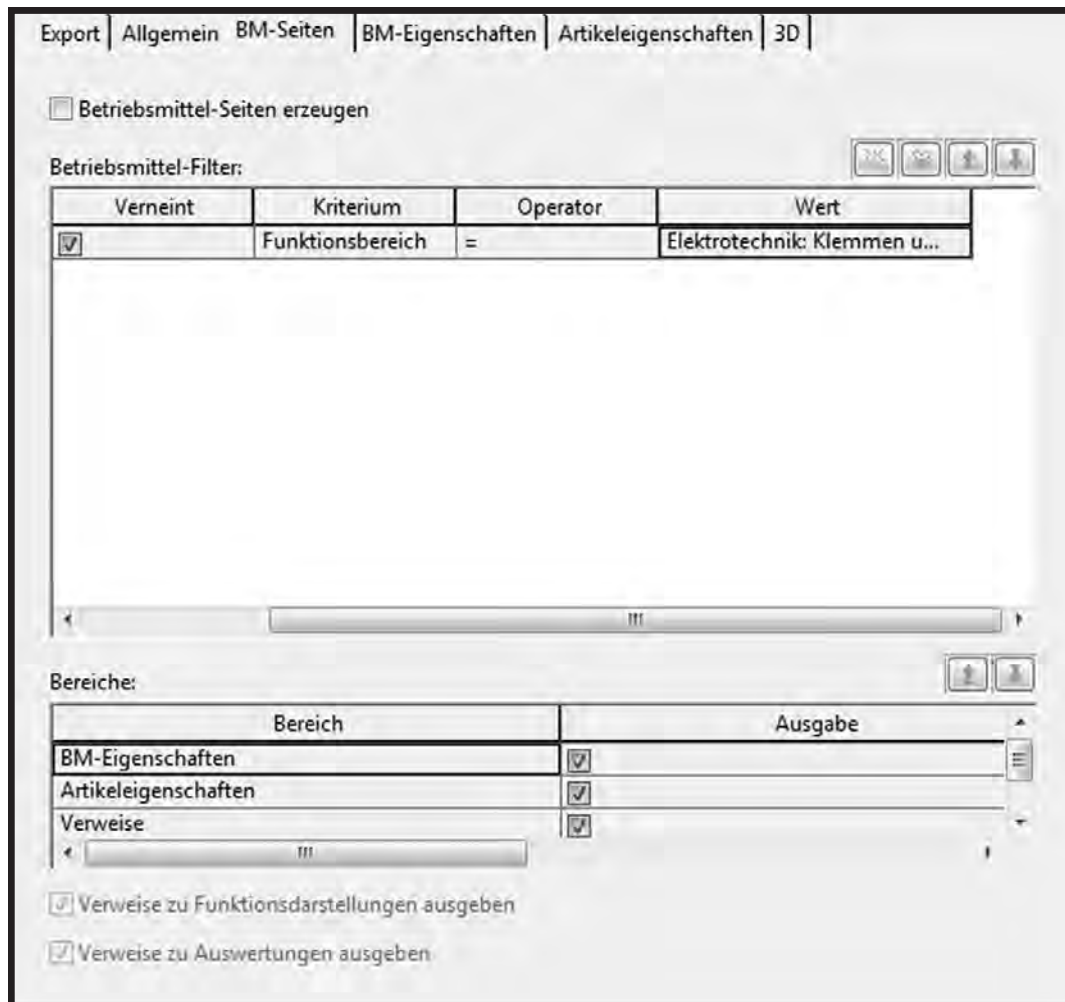 Export Allgemein BM-Seiten BM-Eigenschaften Artikeleigenschaften 3D
Betriebsmittel-Seiten erzeugen
Betriebsmittel-Filter:
Verneint Kriterium Operator Wert
Funktionsbereich = Elektrotechnik: Klemmen u...
Bereiche:
Bereich Ausgabe
BM-Eigenschaften
Artikeleigenschaften
Verweise
Verweise zu Funktionsdarstellungen ausgeben
Verweise zu Auswertungen ausgeben